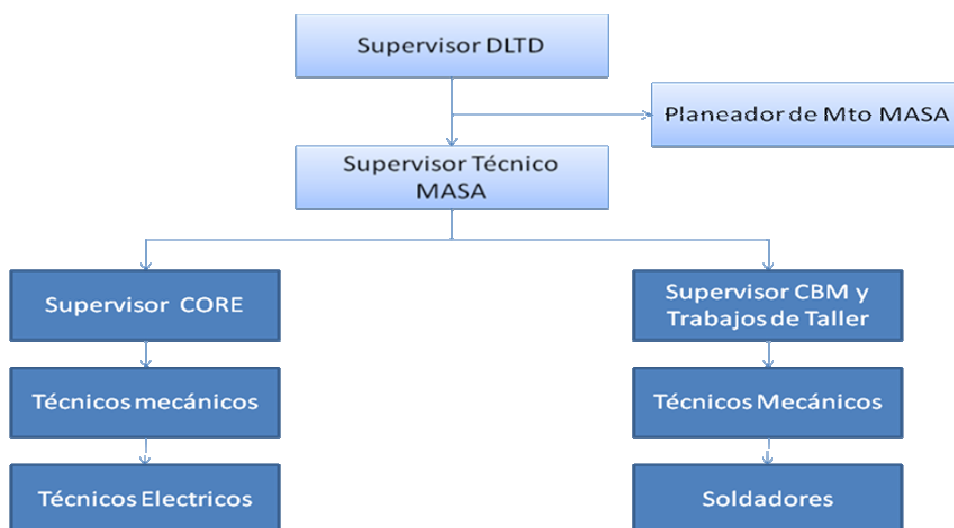 Supervisor DLTD
Planeador de Mto MASA
Supervisor Técnico
MASA
Supervisor CORE
Supervisor CBM y
Trabajos de Taller
Técnicos mecánicos
Técnicos Mecánicos
Técnicos Electricos
Soldadores